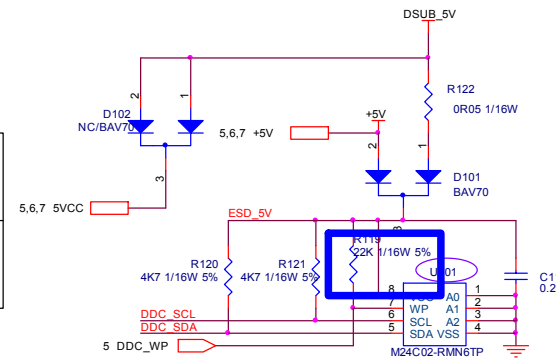 DSUB_5V
2
1
D102
NC/BAV70
R122
0R05 1/16W
+5V
5,6,7 +5V
2
1
3
D101
BAV70
5,6,7 5VCC
ESD_5V
3
R119
22K 1/16W 5%
R120
4K7 1/16W 5%
R121
4K7 1/16W 5%
C1
0.2
8
A0 1
7 WP A1 2
DDC_SCL 6 SCL A2 3
DDC_SDA 5 SDA VSS 4
5 DDC_WP
M24C02-RMN6TP